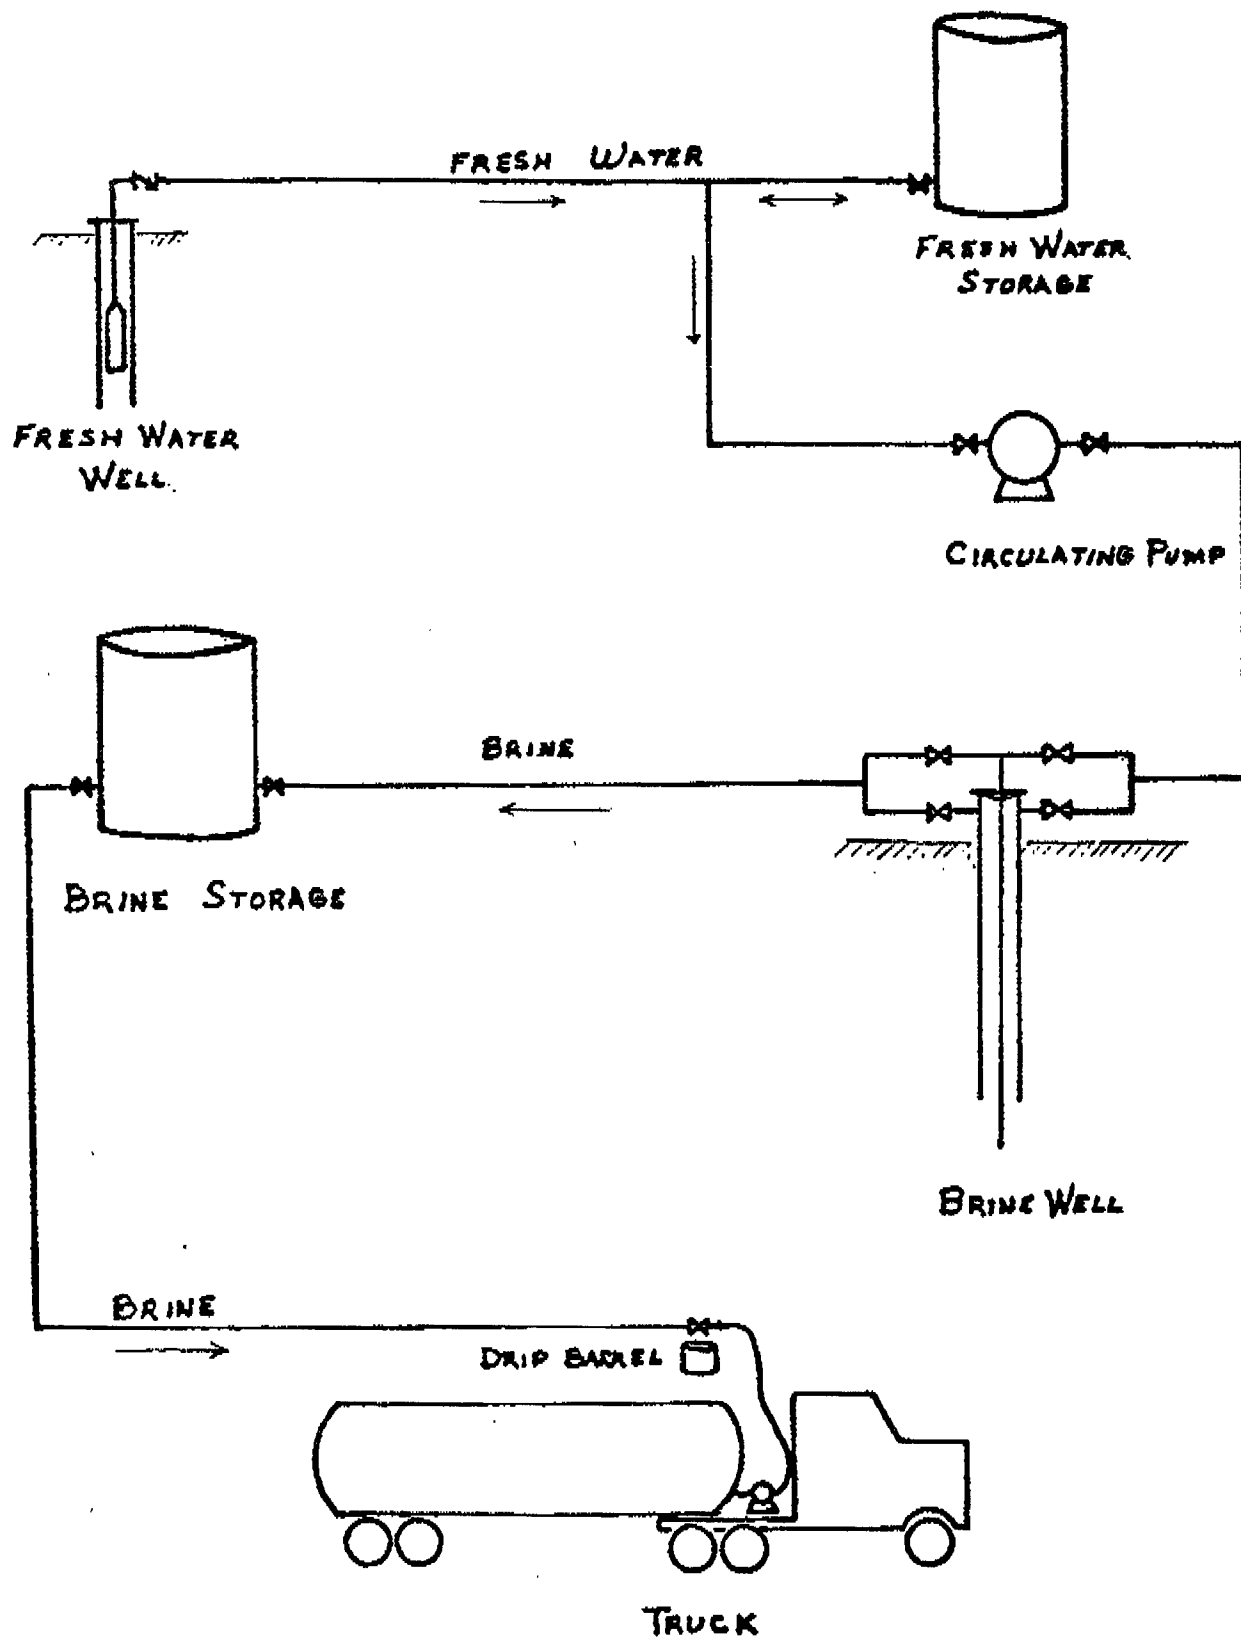 FRESH WATER
FRESH WATER
STORAGE
FRESH WATER
WELL.
CIRCULATING PUMP
BRINE
BRINE STORAGE
BRINE WELL
BRINE
DRIP BARREL
TRUCK